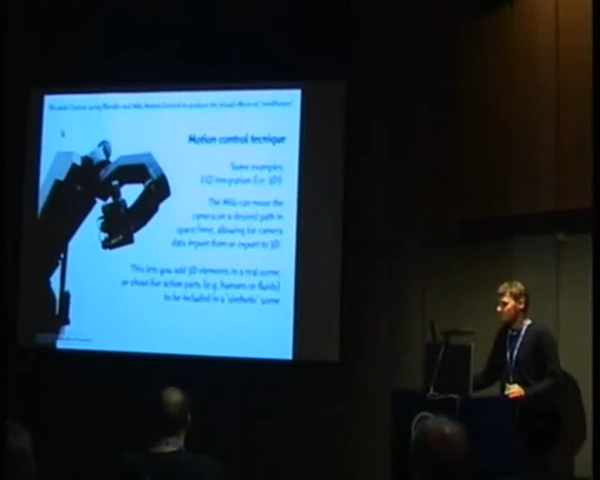 Motion control tecnique
Some examples
CG integration (i.e. 3D)
The Milo can move the
camera on a desired path in
space/time, allowing for camera
data import from or export to 3D.
This lets you add 3D elements in a real scene,
or shoot live action parts (e.g. humans or fluids)
to be included in a "sinthetic" scene